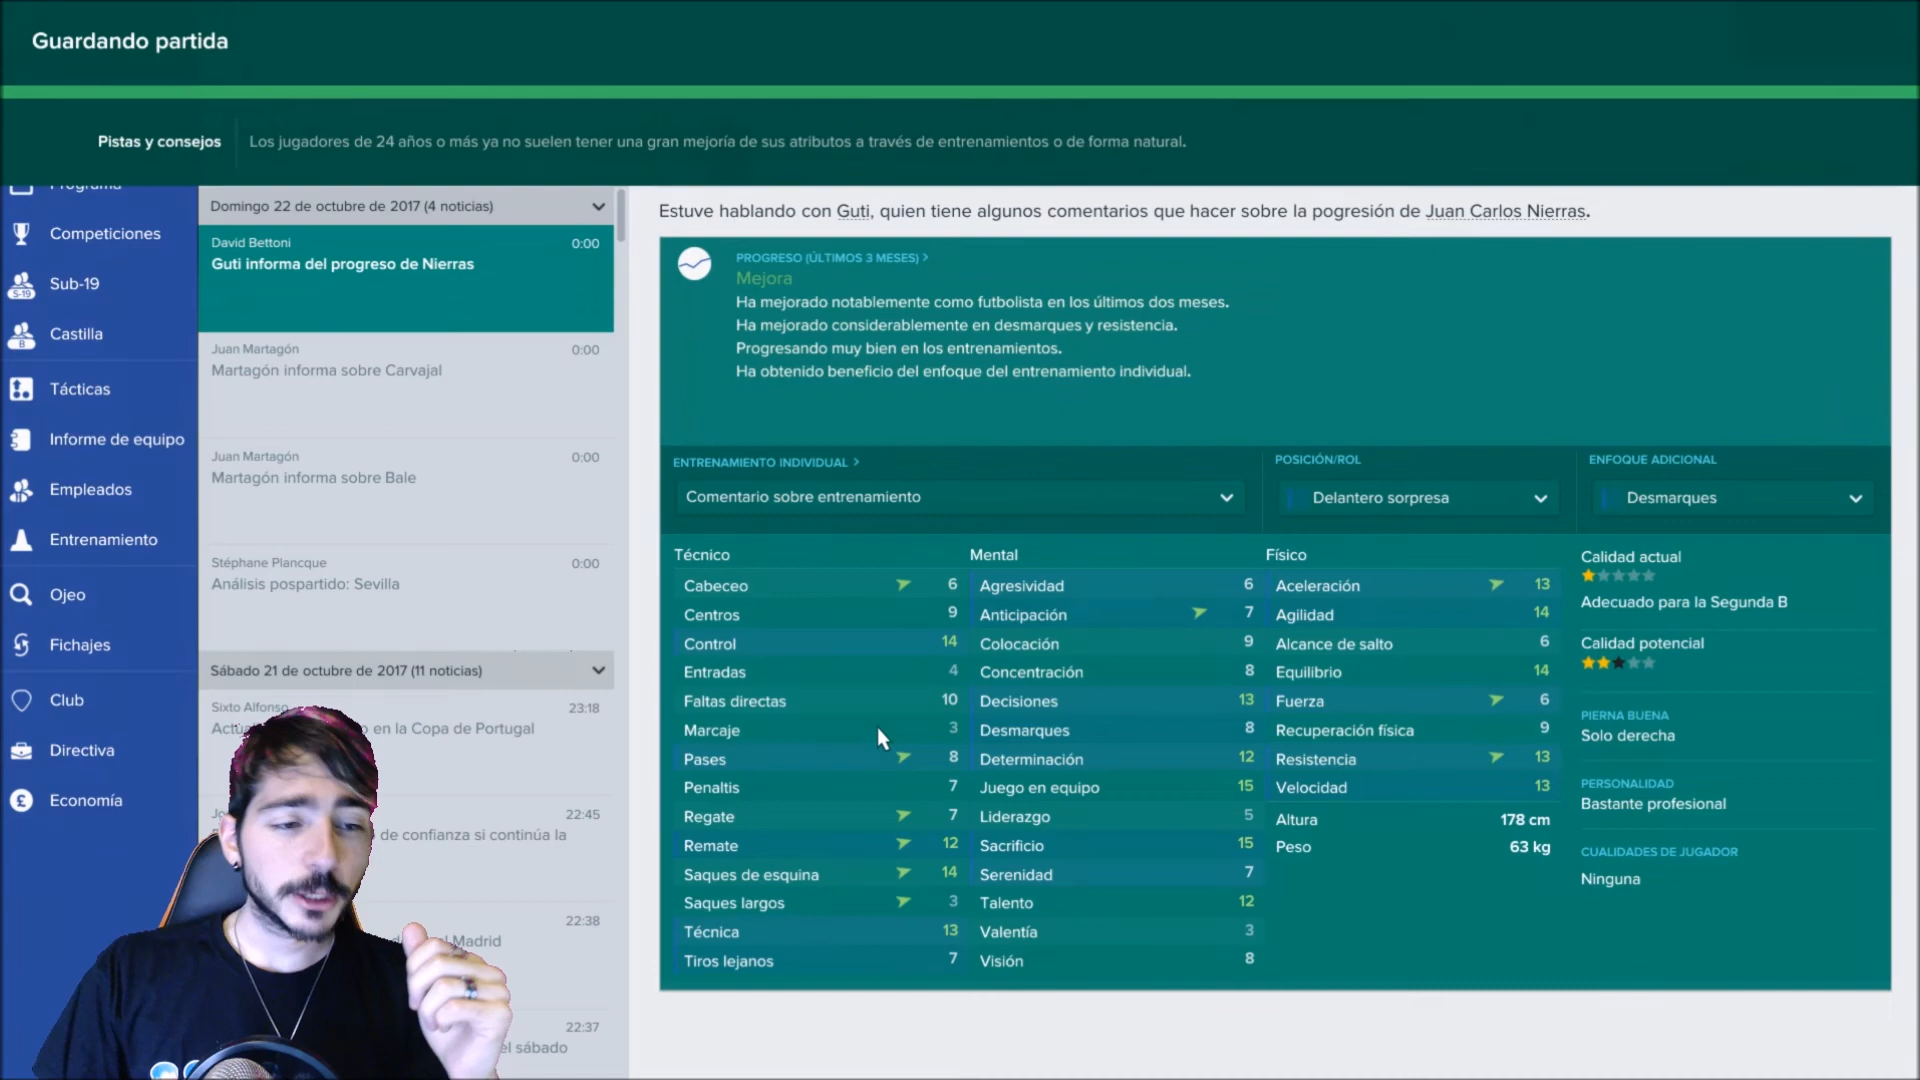 Guardando partida
Pistas y consejos
Los jugadores de 24 años o más ya no suelen tener una gran mejoría de sus atributos a través de entrenamientos o de forma natural.
Programa
Competiciones
Sub-19
Castilla
Tácticas
Informe de equipo
Empleados
Entrenamiento
Ojeo
Fichajes
Club
Directiva
Economía
Domingo 22 de octubre de 2017 (4 noticias)
David Bettoni 0:00
Guti informa del progreso de Nierras
Juan Martagón 0:00
Martagón informa sobre Carvajal
Juan Martagón 0:00
Martagón informa sobre Bale
Stéphane Plancque 0:00
Análisis pospartido: Sevilla
Sábado 21 de octubre de 2017 (11 noticias)
Sixto Alfonso 23:18
en la Copa de Portugal
22:45
de confianza si continúa la
22:38
Madrid
22:37
el sábado
Estuve hablando con Guti, quien tiene algunos comentarios que hacer sobre la pogresión de Juan Carlos Nierras.
PROGRESO (ÚLTIMOS 3 MESES) >
Mejora
Ha mejorado notablemente como futbolista en los últimos dos meses.
Ha mejorado considerablemente en desmarques y resistencia.
Progresando muy bien en los entrenamientos.
Ha obtenido beneficio del enfoque del entrenamiento individual.
ENTRENAMIENTO INDIVIDUAL >
Comentario sobre entrenamiento
POSICIÓN/ROL
Delantero sorpresa
ENFOQUE ADICIONAL
Desmarques
Técnico
Cabeceo 6
Centros 9
Control 14
Entradas 4
Faltas directas 10
Marcaje 3
Pases 8
Penaltis 7
Regate 7
Remate 12
Saques de esquina 14
Saques largos 3
Técnica 13
Tiros lejanos 7
Mental
Agresividad 6
Anticipación 7
Colocación 9
Concentración 8
Decisiones 13
Desmarques 8
Determinación 12
Juego en equipo 15
Liderazgo 5
Sacrificio 15
Serenidad 7
Talento 12
Valentía 3
Visión 8
Físico
Aceleración 13
Agilidad 14
Alcance de salto 6
Equilibrio 14
Fuerza 6
Recuperación física 9
Resistencia 13
Velocidad 13
Altura 178 cm
Peso 63 kg
Calidad actual
Adecuado para la Segunda B
Calidad potencial
PIERNA BUENA
Solo derecha
PERSONALIDAD
Bastante profesional
CUALIDADES DE JUGADOR
Ninguna